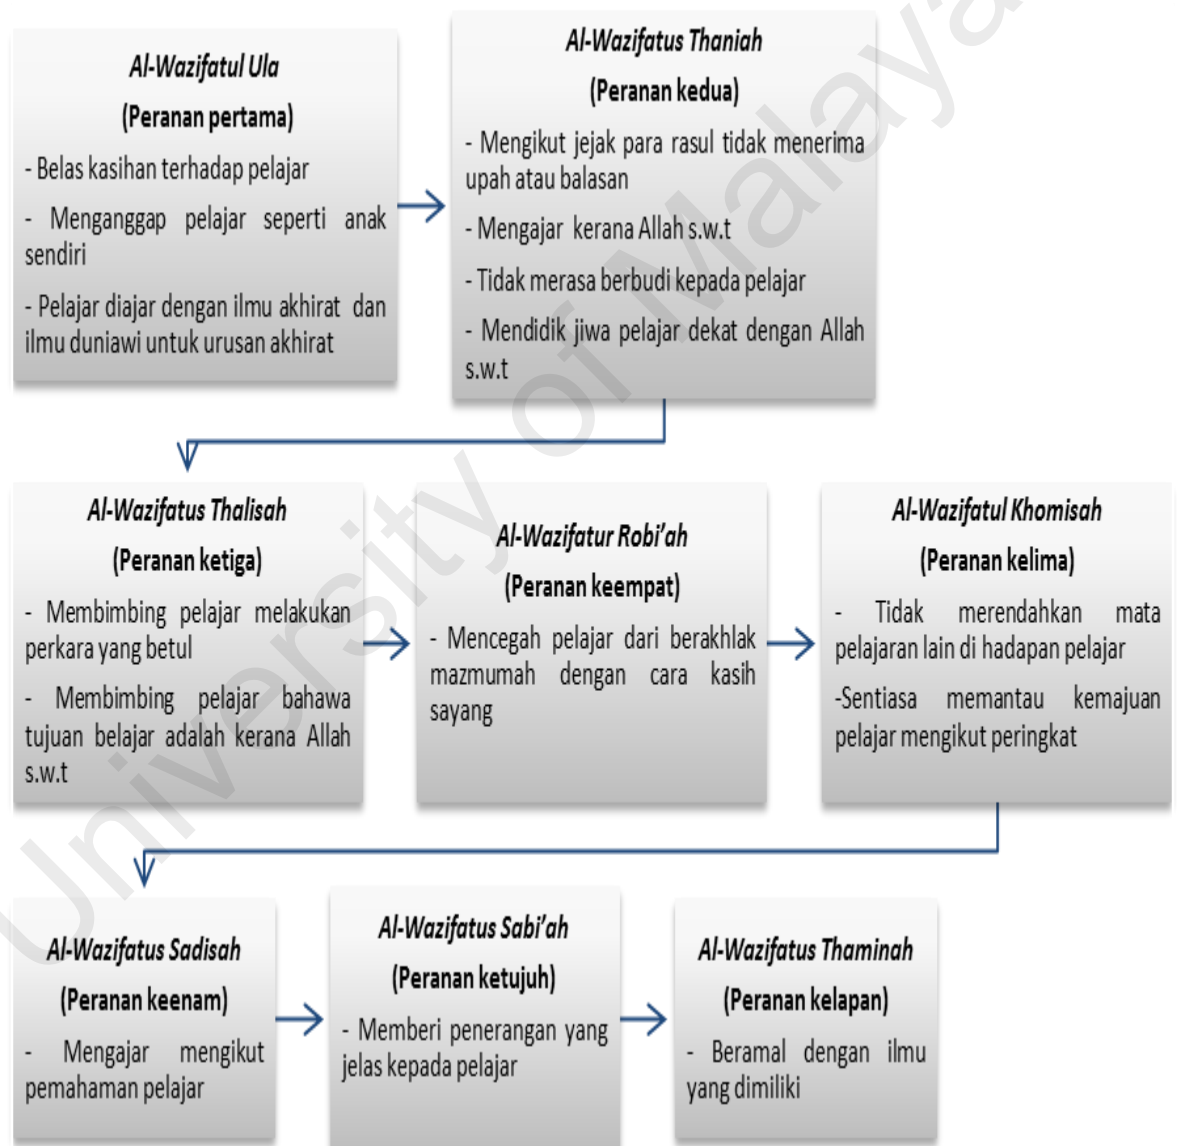 Al-Wazifatul Ula
(Peranan pertama)
- Belas kasihan terhadap pelajar
- Menganggap pelajar seperti anak
sendiri
- Pelajar diajar dengan ilmu akhirat dan
ilmu duniawi untuk urusan akhirat
Al-Wazifatus Thaniah
(Peranan kedua)
- Mengikut jejak para rasul tidak menerima
upah atau balasan
- Mengajar kerana Allah s.w.t
- Tidak merasa berbudi kepada pelajar
- Mendidik jiwa pelajar dekat dengan Allah
s.w.t
Al-Wazifatus Thalisah
(Peranan ketiga)
- Membimbing pelajar melakukan
perkara yang betul
- Membimbing pelajar bahawa
tujuan belajar adalah kerana Allah
s.w.t
Al-Wazifatur Robi'ah
(Peranan keempat)
- Mencegah pelajar dari berakhlak
mazmumah dengan cara kasih
sayang
Al-Wazifatul Khomisah
(Peranan kelima)
- Tidak merendahkan mata
pelajaran lain di hadapan pelajar
-Sentiasa memantau kemajuan
pelajar mengikut peringkat
Al-Wazifatus Sadisah
(Peranan keenam)
- Mengajar mengikut
pemahaman pelajar
Al-Wazifatus Sabi'ah
(Peranan ketujuh)
- Memberi penerangan yang
jelas kepada pelajar
Al-Wazifatus Thaminah
(Peranan kelapan)
- Beramal dengan ilmu
yang dimiliki
University of Malaya